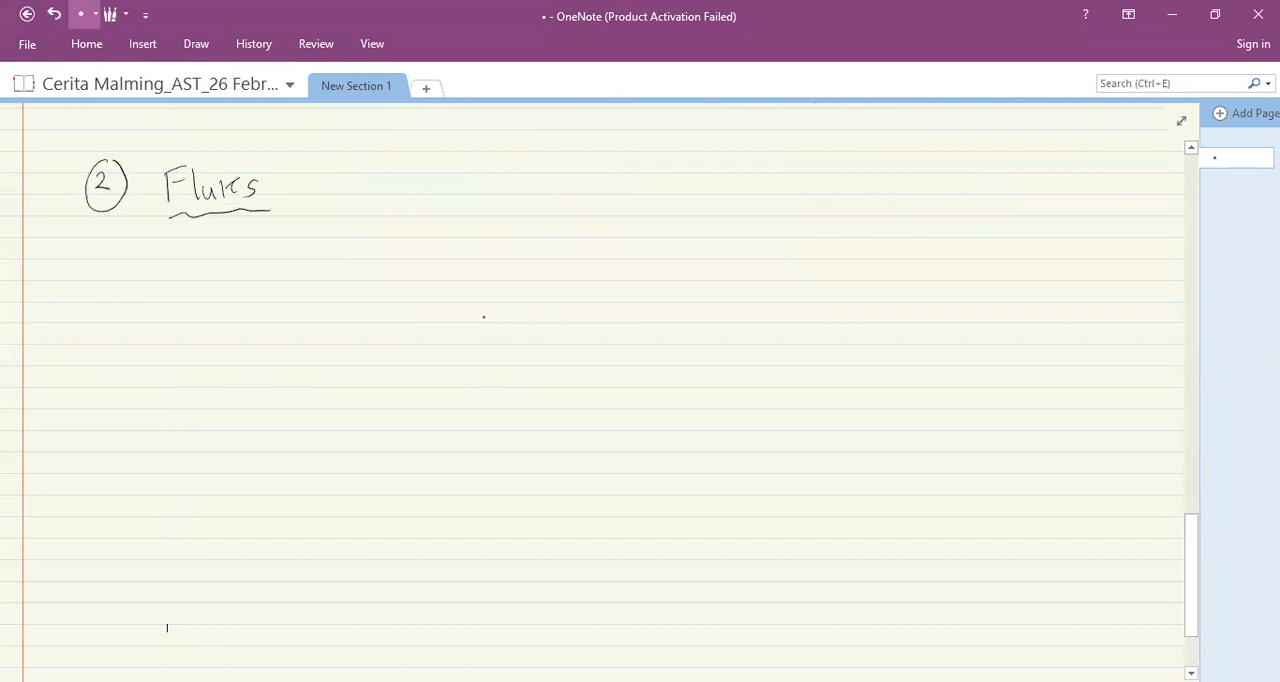 • - OneNote (Product Activation Failed)
?
File Home Insert Draw History Review View
Sign in
Cerita Malming_AST_26 Febr... New Section 1 +
Search (Ctrl+E)
Add Page
② Fluks